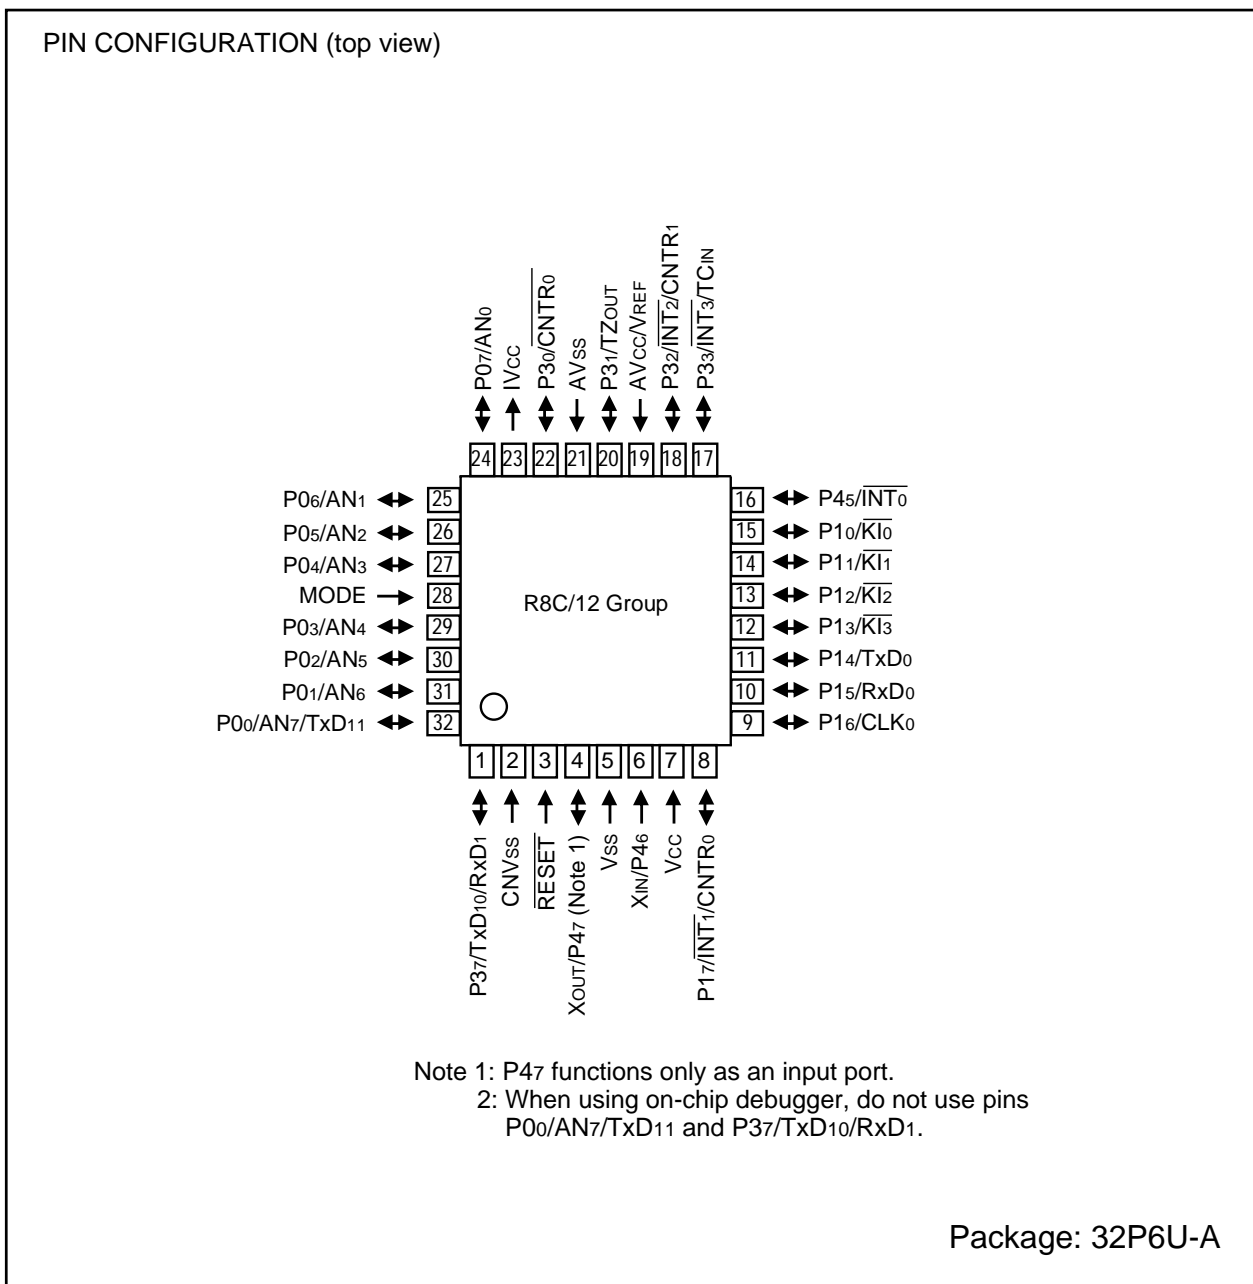 PIN CONFIGURATION (top view)
P07/AN0
IVcc
P30/CNTR0
AVss
P31/TZOUT
AVcc/VREF
P32/INT2/CNTR1
P33/INT3/TCIN
24 23 22 21 20 19 18 17
P06/AN1 25
P05/AN2 26
P04/AN3 27
MODE 28
P03/AN4 29
P02/AN5 30
P01/AN6 31
P00/AN7/TxD11 32
R8C/12 Group
16 P45/INT0
15 P10/KI0
14 P11/KI1
13 P12/KI2
12 P13/KI3
11 P14/TxD0
10 P15/RxD0
9 P16/CLK0
1 2 3 4 5 6 7 8
P37/TxD10/RxD1
CNVss
RESET
XOUT/P47 (Note 1)
Vss
XIN/P46
Vcc
P17/INT1/CNTR0
Note 1: P47 functions only as an input port.
2: When using on-chip debugger, do not use pins
P00/AN7/TxD11 and P37/TxD10/RxD1.
Package: 32P6U-A